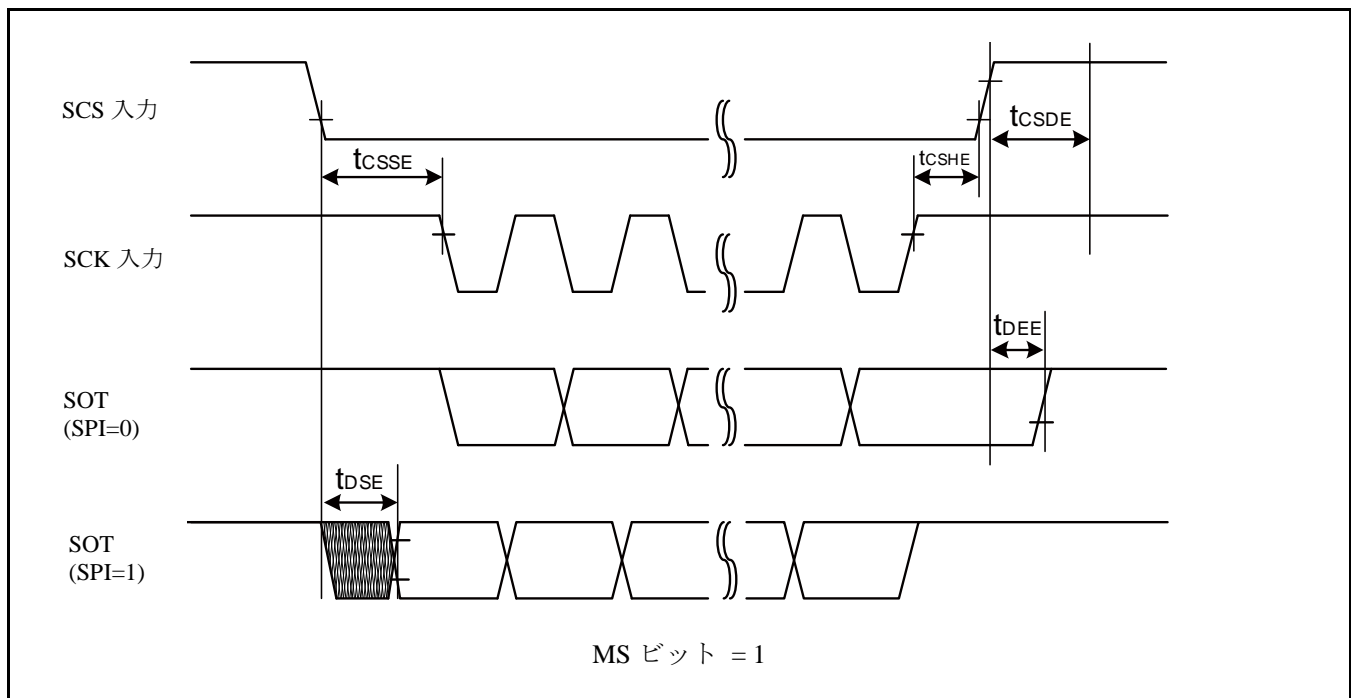 SCS 入力
tCSDE
tCSSE
tCSHE
SCK 入力
tDEE
SOT
(SPI=0)
tDSE
SOT
(SPI=1)
MS ビット = 1